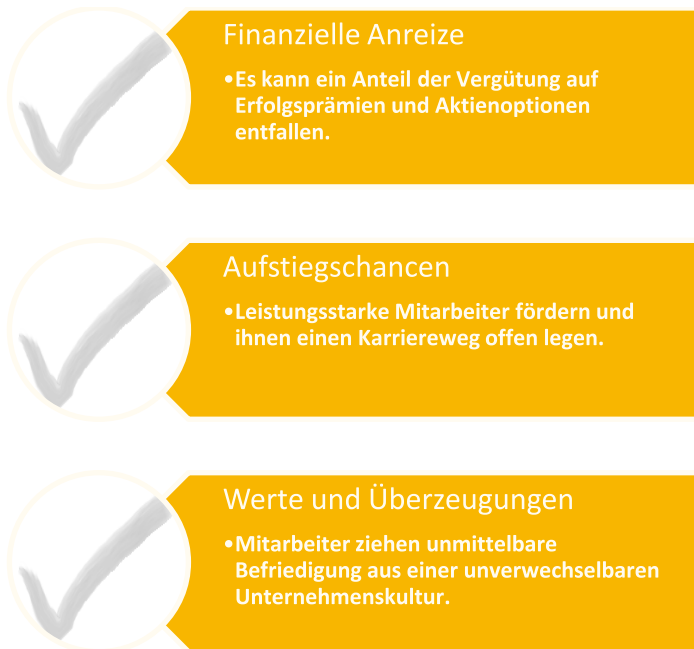 Finanzielle Anreize
•Es kann ein Anteil der Vergütung auf
Erfolgsprämien und Aktienoptionen
entfallen.
Aufstiegschancen
•Leistungsstarke Mitarbeiter fördern und
ihnen einen Karriereweg offen legen.
Werte und Überzeugungen
•Mitarbeiter ziehen unmittelbare
Befriedigung aus einer unverwechselbaren
Unternehmenskultur.